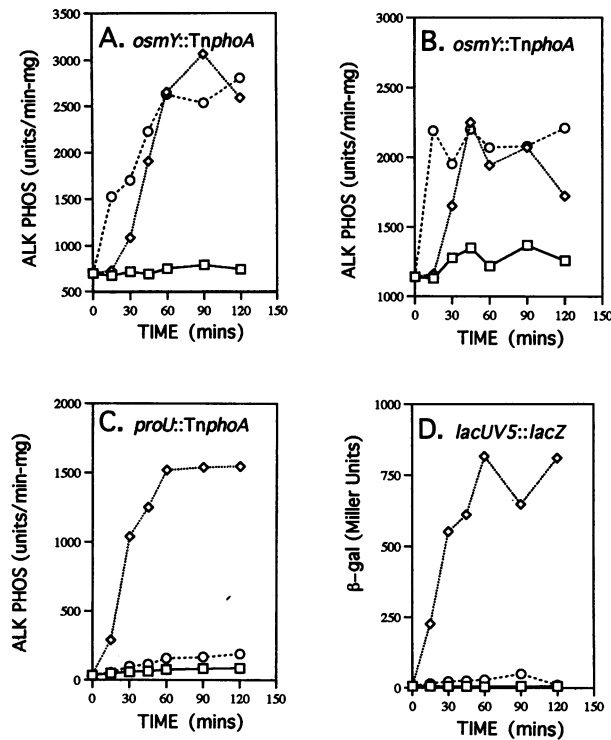 A. osmY::TnphoA
ALK PHOS (units/min-mg)
3500
3000
2500
2000
1500
1000
500
0 30 60 90 120 150
TIME (mins)
B. osmY::TnphoA
ALK PHOS (units/min-mg)
3000
2500
2000
1500
1000
0 30 60 90 120 150
TIME (mins)
C. proU::TnphoA
ALK PHOS (units/min-mg)
2000
1500
1000
500
0
0 30 60 90 120 150
TIME (mins)
D. lacUV5::lacZ
β-gal (Miller Units)
1000
750
500
250
0
0 30 60 90 120 150
TIME (mins)